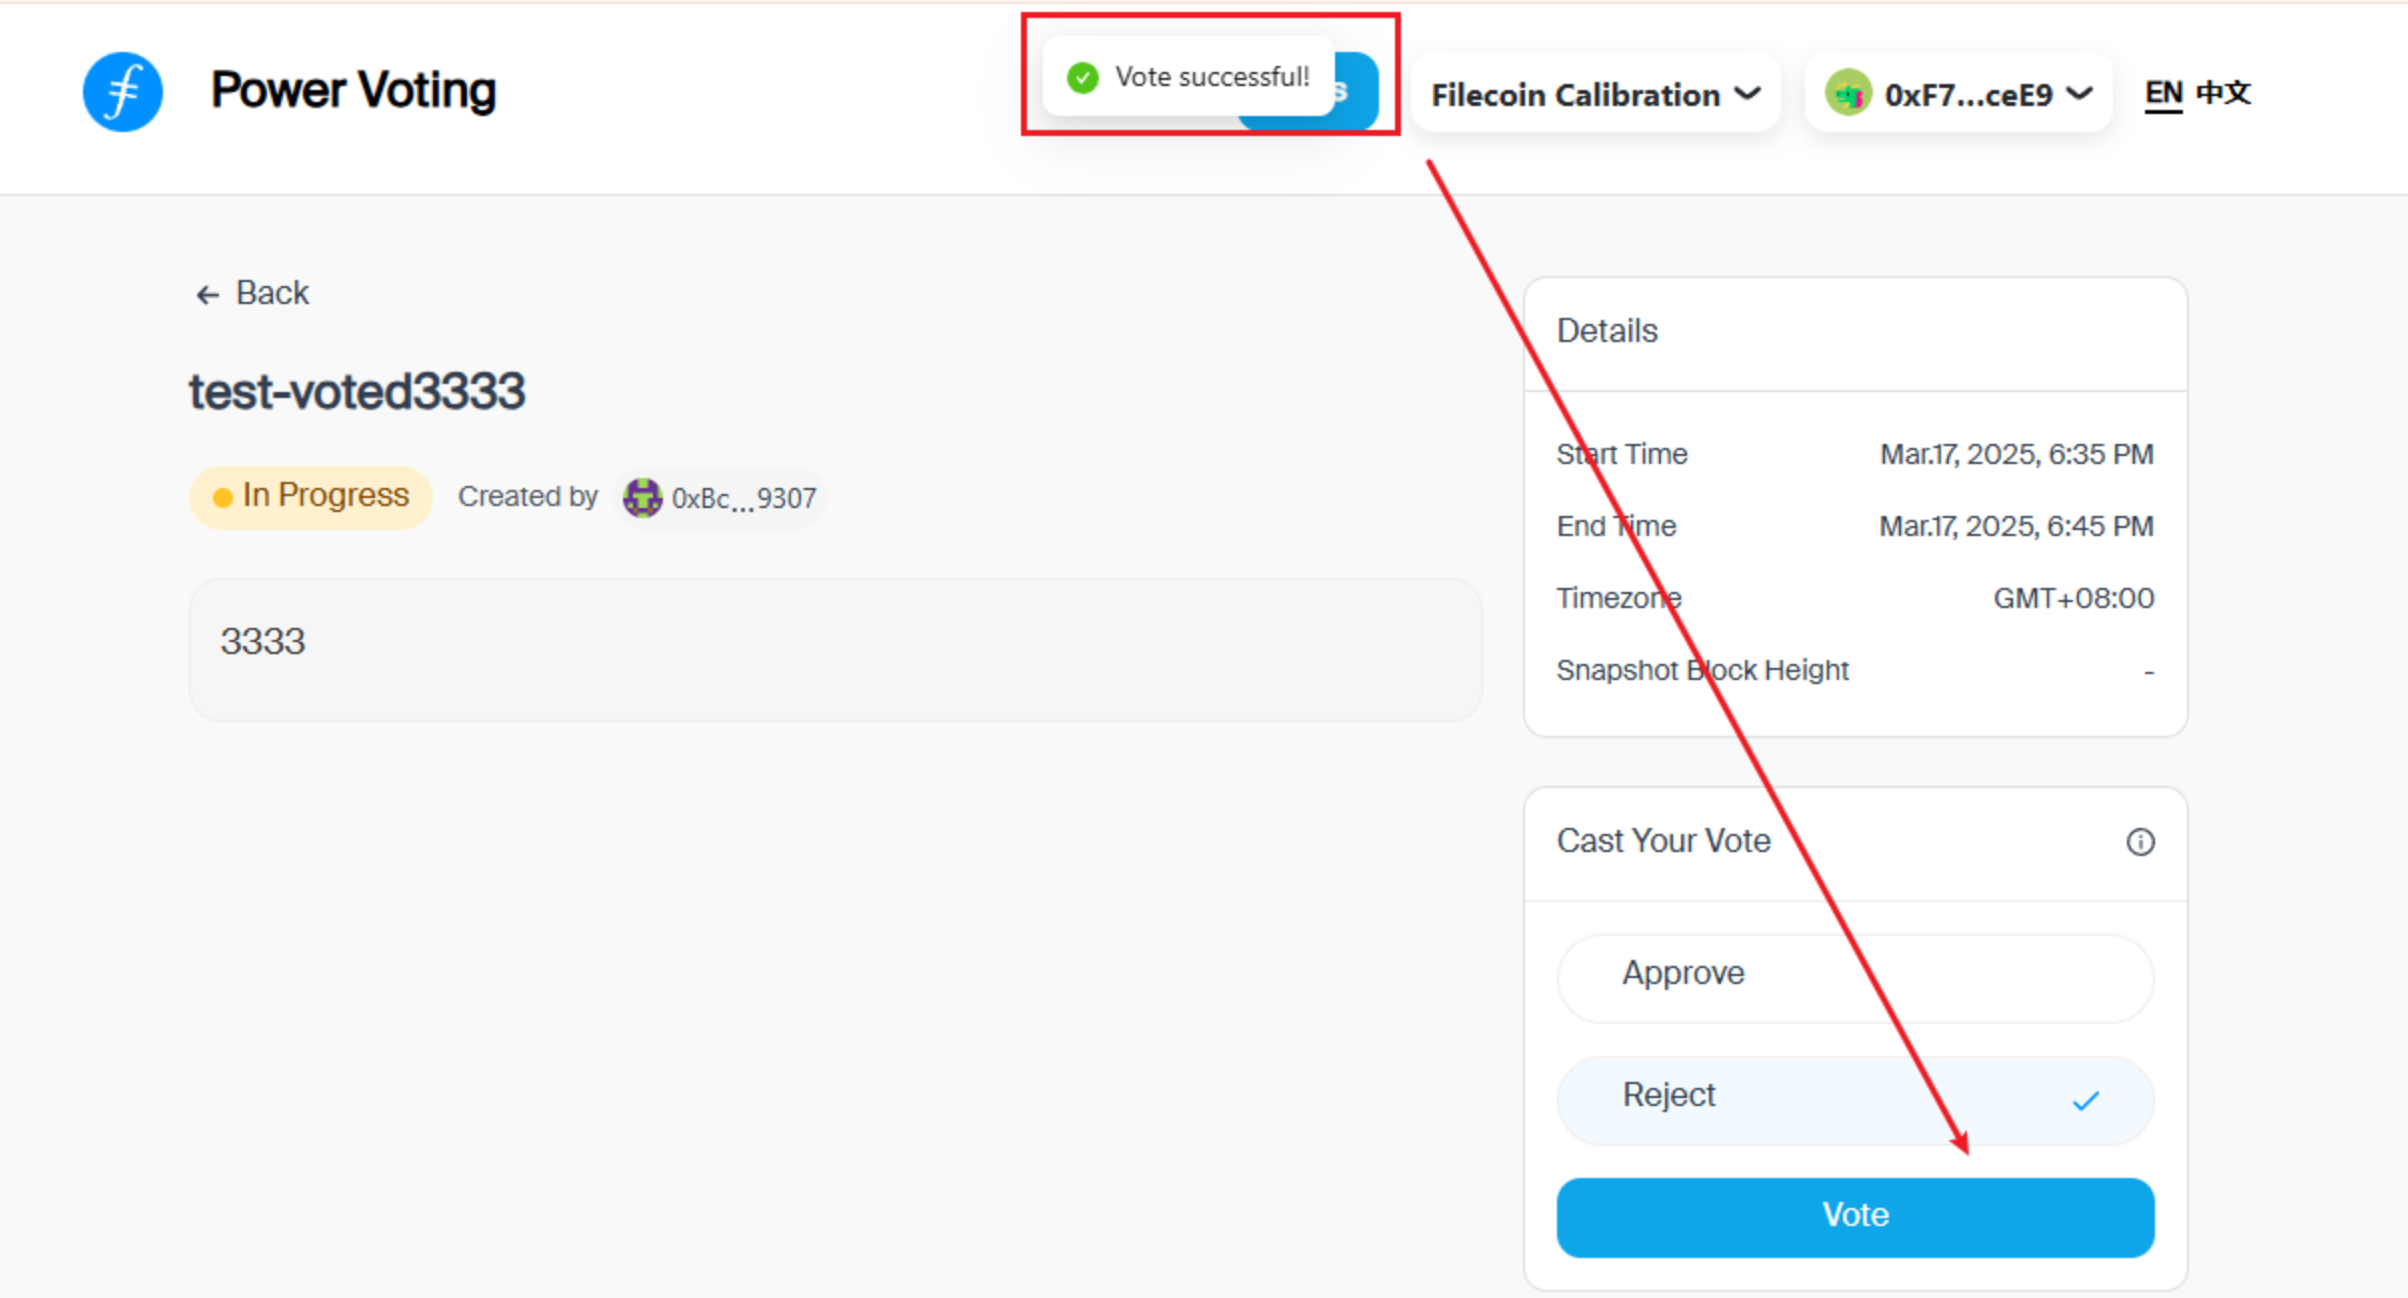 Power Voting
Vote successful!
s
Filecoin Calibration
0xF7...ceE9
EN 中文
Back
test-voted3333
In Progress
Created by
0xBc...9307
3333
Details
Start Time
Mar.17, 2025, 6:35 PM
End Time
Mar.17, 2025, 6:45 PM
Timezone
GMT+08:00
Snapshot Block Height
-
Cast Your Vote
Approve
Reject
Vote